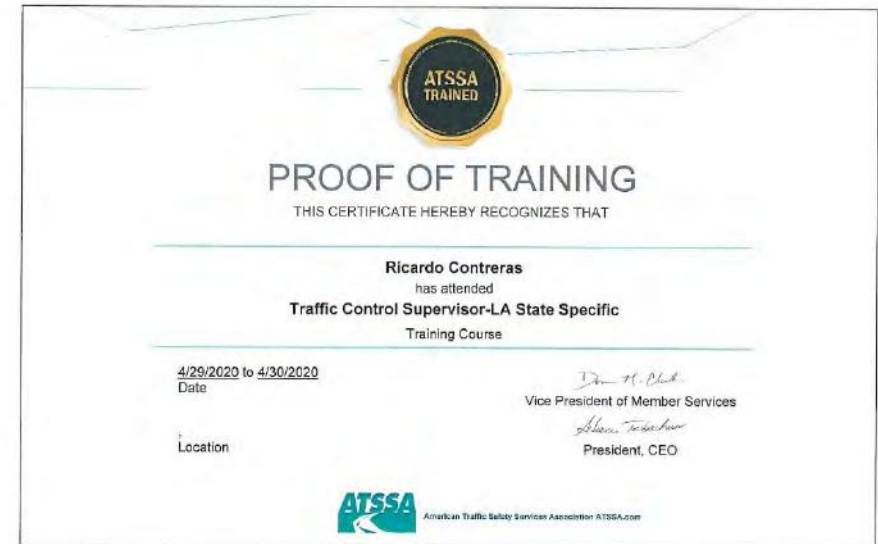 ATSSA
TRAINED
PROOF OF TRAINING
THIS CERTIFICATE HEREBY RECOGNIZES THAT
Ricardo Contreras
has attended
Traffic Control Supervisor-LA State Specific
Training Course
4/29/2020 to 4/30/2020
Date
Vice President of Member Services
Location
President, CEO
ATSSA
American Traffic Safety Services Association ATSSA.com